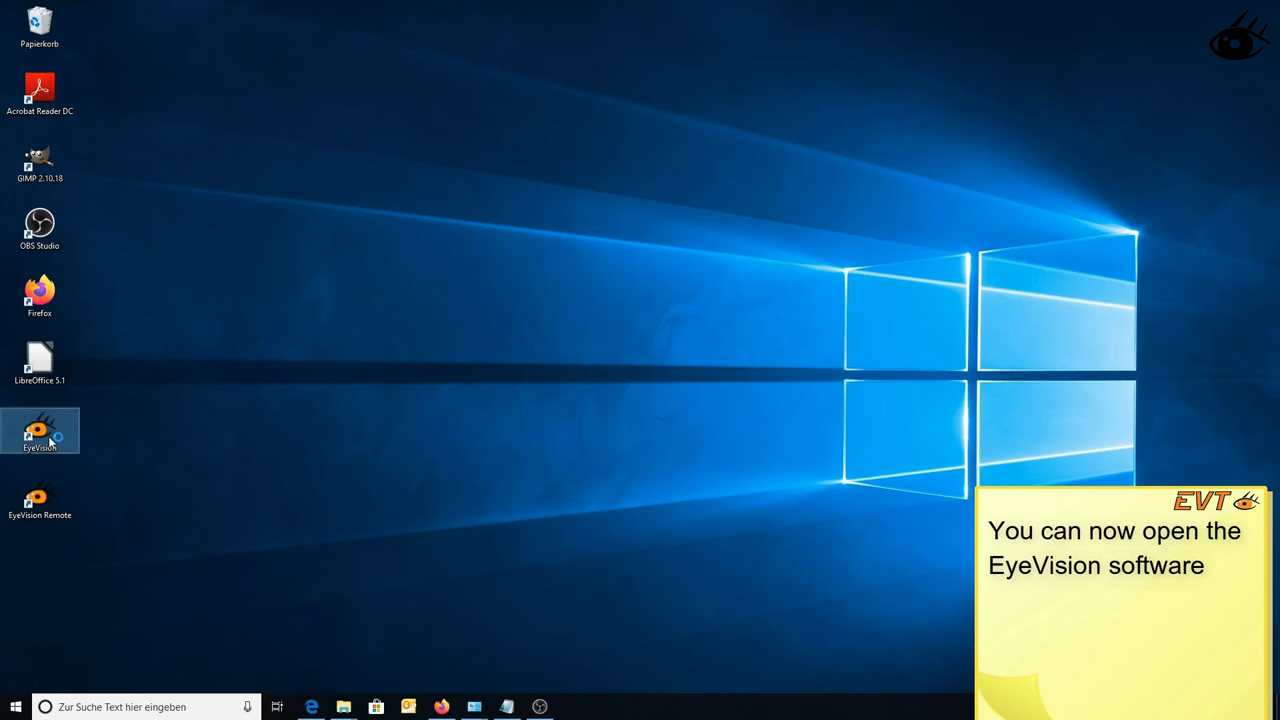 Papierkorb
Acrobat Reader DC
GIMP 2.10.18
OBS Studio
Firefox
LibreOffice 5.1
EyeVision
EyeVision Remote
EVT
You can now open the
EyeVision software
Zur Suche Text hier eingeben